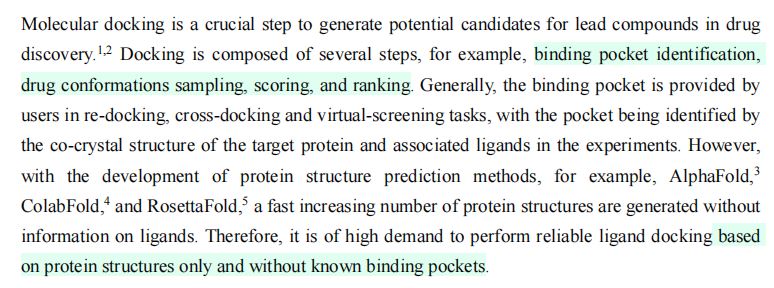 Molecular docking is a crucial step to generate potential candidates for lead compounds in drug
discovery.1,2 Docking is composed of several steps, for example, binding pocket identification,
drug conformations sampling, scoring, and ranking. Generally, the binding pocket is provided by
users in re-docking, cross-docking and virtual-screening tasks, with the pocket being identified by
the co-crystal structure of the target protein and associated ligands in the experiments. However,
with the development of protein structure prediction methods, for example, AlphaFold,3
ColabFold,4 and RosettaFold,5 a fast increasing number of protein structures are generated without
information on ligands. Therefore, it is of high demand to perform reliable ligand docking based
on protein structures only and without known binding pockets.